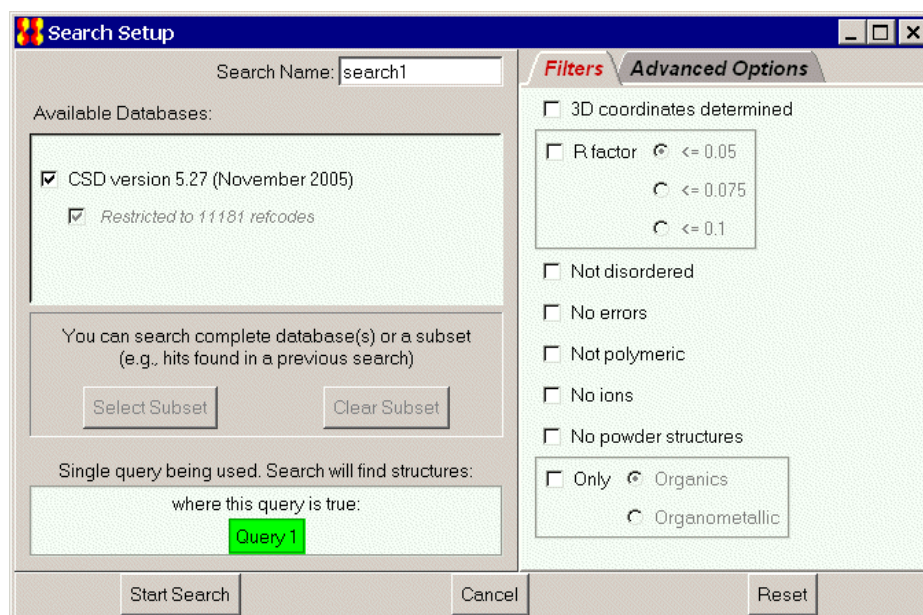 Search Setup
Search Name: search1
Available Databases:
CSD version 5.27 (November 2005)
Restricted to 11181 refcodes
You can search complete database(s) or a subset
(e.g., hits found in a previous search)
Select Subset
Clear Subset
Single query being used. Search will find structures:
where this query is true:
Query 1
Filters
Advanced Options
3D coordinates determined
R factor <= 0.05
<= 0.075
<= 0.1
Not disordered
No errors
Not polymeric
No ions
No powder structures
Only Organics
Organometallic
Start Search
Cancel
Reset